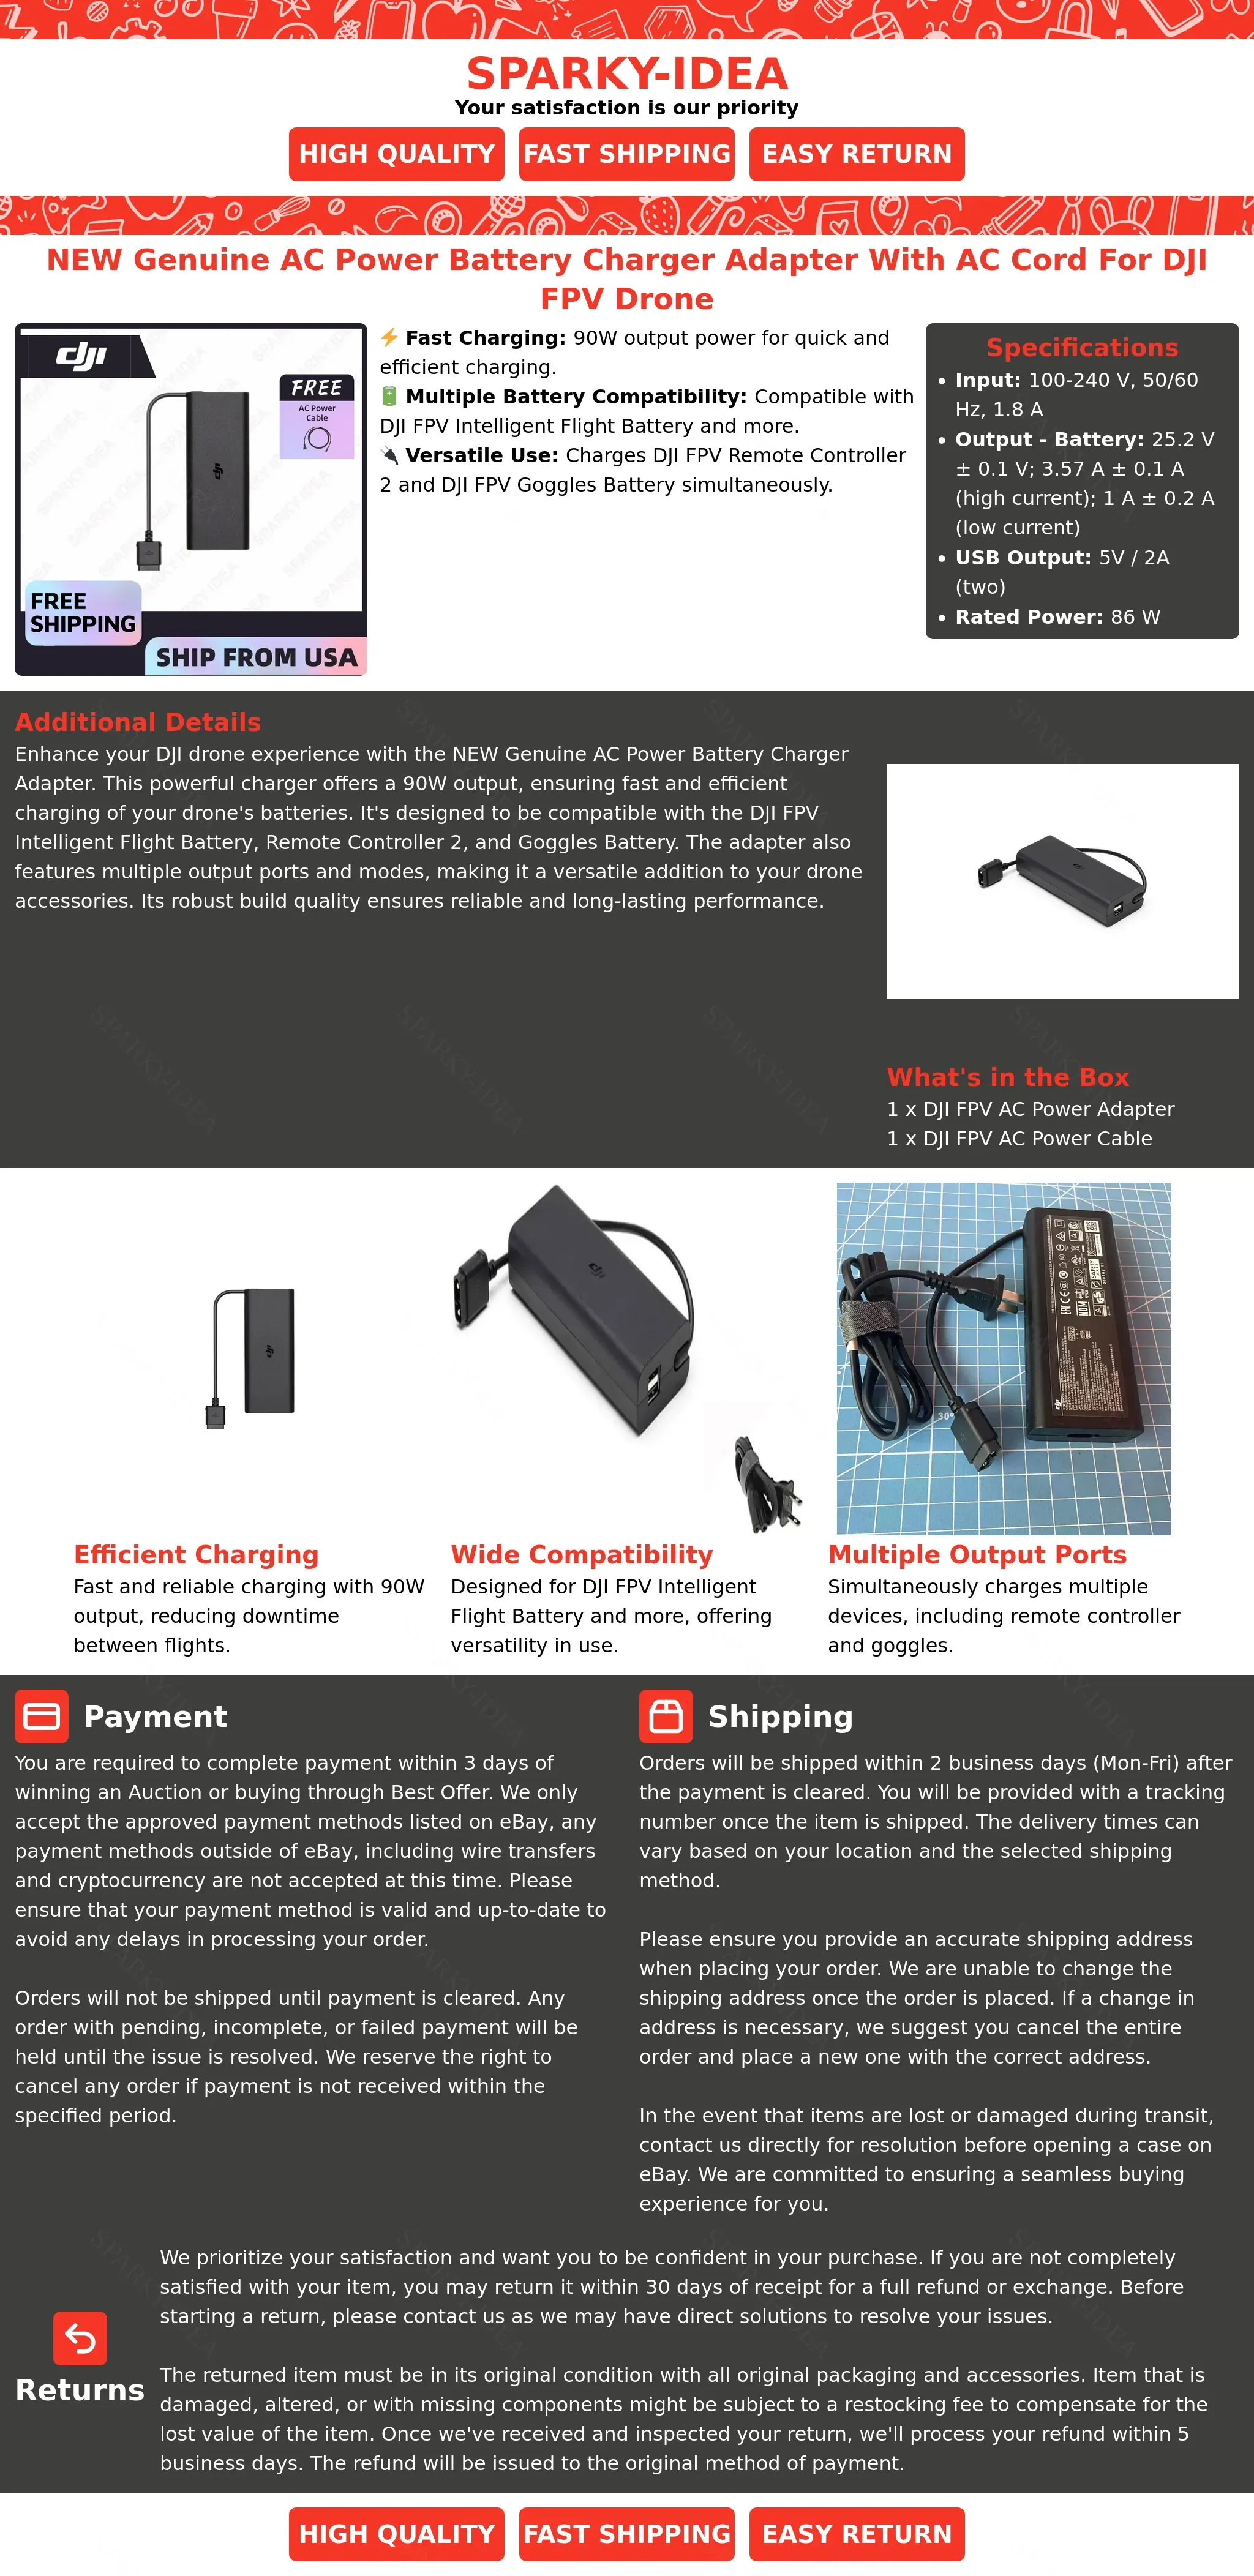 SPARKY-IDEA
Your satisfaction is our priority
HIGH QUALITY
FAST SHIPPING
EASY RETURN
NEW Genuine AC Power Battery Charger Adapter With AC Cord For DJI
FPV Drone
dji
FREE
AC Power
Cable
FREE
SHIPPING
SHIP FROM USA
⚡ Fast Charging: 90W output power for quick and
efficient charging.
🔋 Multiple Battery Compatibility: Compatible with
DJI FPV Intelligent Flight Battery and more.
🔌 Versatile Use: Charges DJI FPV Remote Controller
2 and DJI FPV Goggles Battery simultaneously.
Specifications
• Input: 100-240 V, 50/60
Hz, 1.8 A
• Output - Battery: 25.2 V
± 0.1 V; 3.57 A ± 0.1 A
(high current); 1 A ± 0.2 A
(low current)
• USB Output: 5V / 2A
(two)
• Rated Power: 86 W
Additional Details
Enhance your DJI drone experience with the NEW Genuine AC Power Battery Charger
Adapter. This powerful charger offers a 90W output, ensuring fast and efficient
charging of your drone's batteries. It's designed to be compatible with the DJI FPV
Intelligent Flight Battery, Remote Controller 2, and Goggles Battery. The adapter also
features multiple output ports and modes, making it a versatile addition to your drone
accessories. Its robust build quality ensures reliable and long-lasting performance.
What's in the Box
1 x DJI FPV AC Power Adapter
1 x DJI FPV AC Power Cable
Efficient Charging
Fast and reliable charging with 90W
output, reducing downtime
between flights.
Wide Compatibility
Designed for DJI FPV Intelligent
Flight Battery and more, offering
versatility in use.
Multiple Output Ports
Simultaneously charges multiple
devices, including remote controller
and goggles.
Payment
You are required to complete payment within 3 days of
winning an Auction or buying through Best Offer. We only
accept the approved payment methods listed on eBay, any
payment methods outside of eBay, including wire transfers
and cryptocurrency are not accepted at this time. Please
ensure that your payment method is valid and up-to-date to
avoid any delays in processing your order.
Orders will not be shipped until payment is cleared. Any
order with pending, incomplete, or failed payment will be
held until the issue is resolved. We reserve the right to
cancel any order if payment is not received within the
specified period.
Shipping
Orders will be shipped within 2 business days (Mon-Fri) after
the payment is cleared. You will be provided with a tracking
number once the item is shipped. The delivery times can
vary based on your location and the selected shipping
method.
Please ensure you provide an accurate shipping address
when placing your order. We are unable to change the
shipping address once the order is placed. If a change in
address is necessary, we suggest you cancel the entire
order and place a new one with the correct address.
In the event that items are lost or damaged during transit,
contact us directly for resolution before opening a case on
eBay. We are committed to ensuring a seamless buying
experience for you.
Returns
We prioritize your satisfaction and want you to be confident in your purchase. If you are not completely
satisfied with your item, you may return it within 30 days of receipt for a full refund or exchange. Before
starting a return, please contact us as we may have direct solutions to resolve your issues.
The returned item must be in its original condition with all original packaging and accessories. Item that is
damaged, altered, or with missing components might be subject to a restocking fee to compensate for the
lost value of the item. Once we've received and inspected your return, we'll process your refund within 5
business days. The refund will be issued to the original method of payment.
HIGH QUALITY
FAST SHIPPING
EASY RETURN